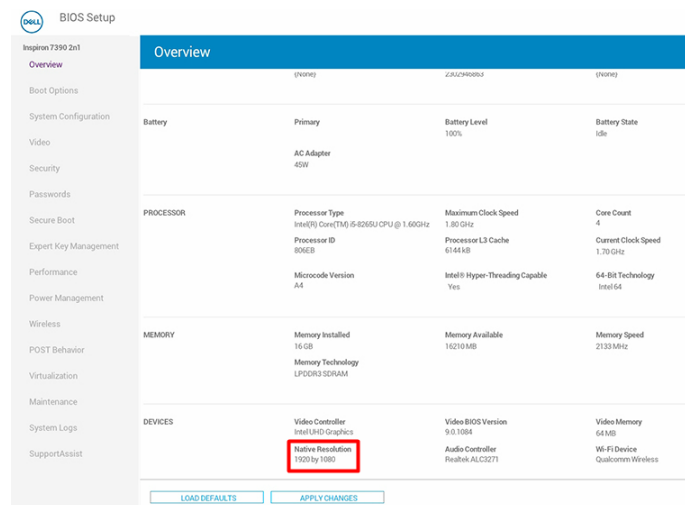 DELL
BIOS Setup
Inspiron 7390 2n1
Overview
Boot Options
System Configuration
Video
Security
Passwords
Secure Boot
Expert Key Management
Performance
Power Management
Wireless
POST Behavior
Virtualization
Maintenance
System Logs
SupportAssist
Overview
(None) 2302946863 (None)
Battery Primary Battery Level Battery State
100% Idle
AC Adapter
45W
PROCESSOR Processor Type Maximum Clock Speed Core Count
Intel(R) Core(TM) i5-8265U CPU @ 1.60GHz 1.80 GHz 4
Processor ID Processor L3 Cache Current Clock Speed
806EB 6144 kB 1.70 GHz
Microcode Version Intel® Hyper-Threading Capable 64-Bit Technology
A4 Yes Intel 64
MEMORY Memory Installed Memory Available Memory Speed
16 GB 16210 MB 2133 MHz
Memory Technology
LPDDR3 SDRAM
DEVICES Video Controller Video BIOS Version Video Memory
Intel UHD Graphics 9.0.1084 64 MB
Native Resolution Audio Controller Wi-Fi Device
1920 by 1080 Realtek ALC3271 Qualcomm Wireless
LOAD DEFAULTS APPLY CHANGES